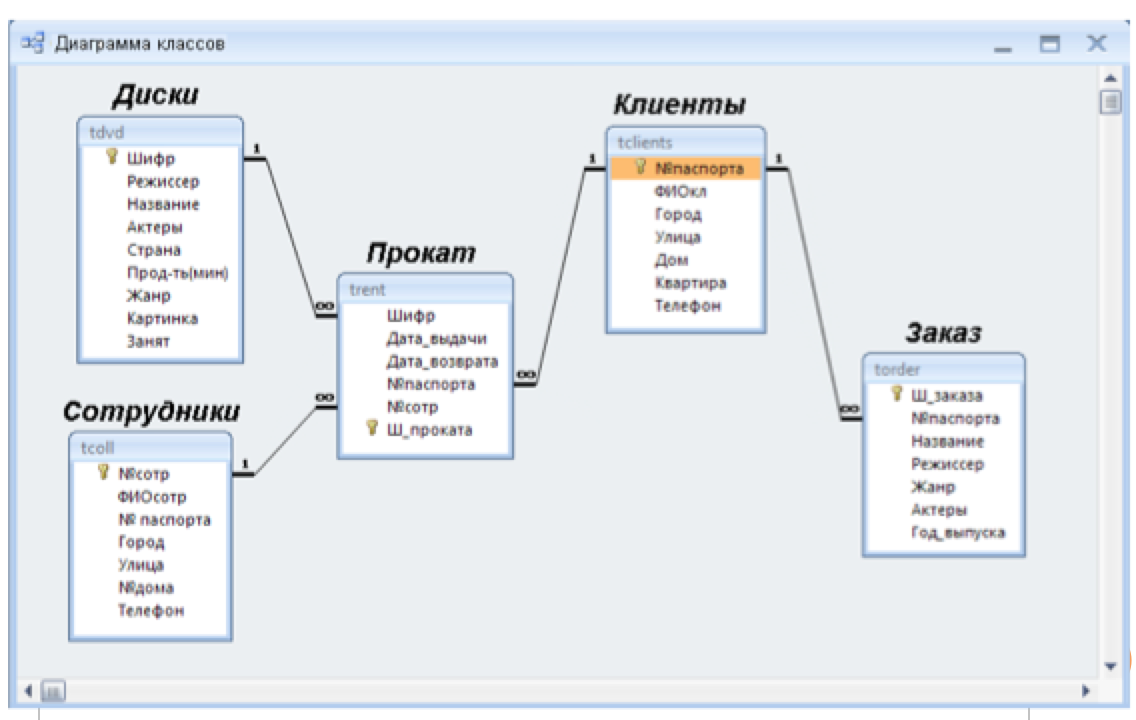 Диаграмма классов
Диски
tdvd
Шифр
Режиссер
Название
Актеры
Страна
Прод-ть(мин)
Жанр
Картинка
Занят
1
∞
Сотрудники
tcoll
№сотр
ФИОсотр
№ паспорта
Город
Улица
№дома
Телефон
1
∞
Прокат
trent
Шифр
Дата_выдачи
Дата_возврата
№паспорта
№сотр
Ш_проката
∞
1
Клиенты
tclients
№паспорта
ФИОкл
Город
Улица
Дом
Квартира
Телефон
1
∞
Заказ
torder
Ш_заказа
№паспорта
Название
Режиссер
Жанр
Актеры
Год_выпуска